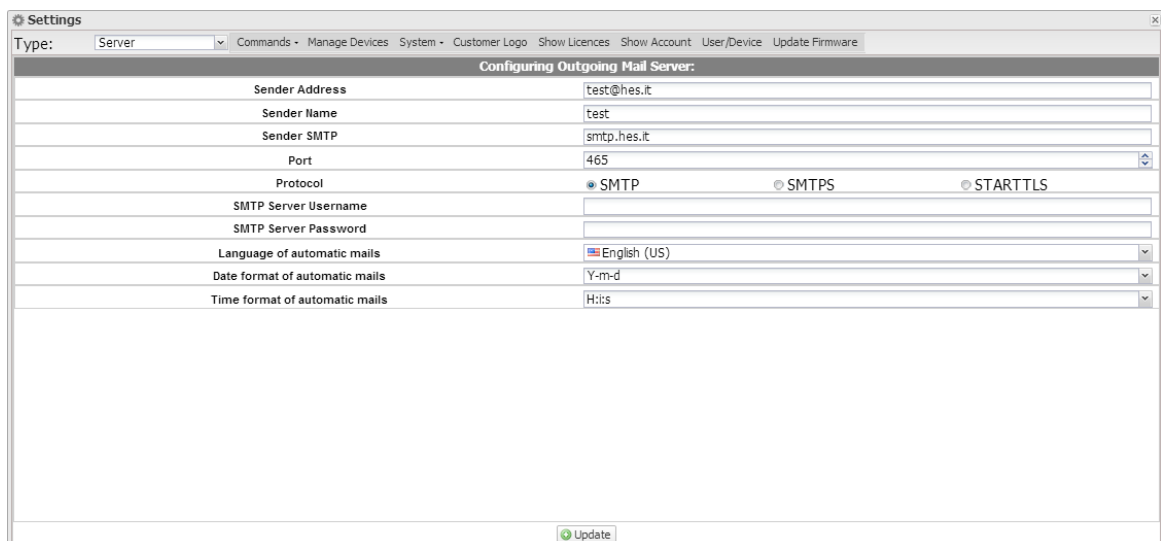 Settings
Type: Server Commands Manage Devices System Customer Logo Show Licences Show Account User/Device Update Firmware
Configuring Outgoing Mail Server:
Sender Address test@hes.it
Sender Name test
Sender SMTP smtp.hes.it
Port 465
Protocol SMTP SMTPS STARTTLS
SMTP Server Username
SMTP Server Password
Language of automatic mails English (US)
Date format of automatic mails Y-m-d
Time format of automatic mails H:i:s
Update